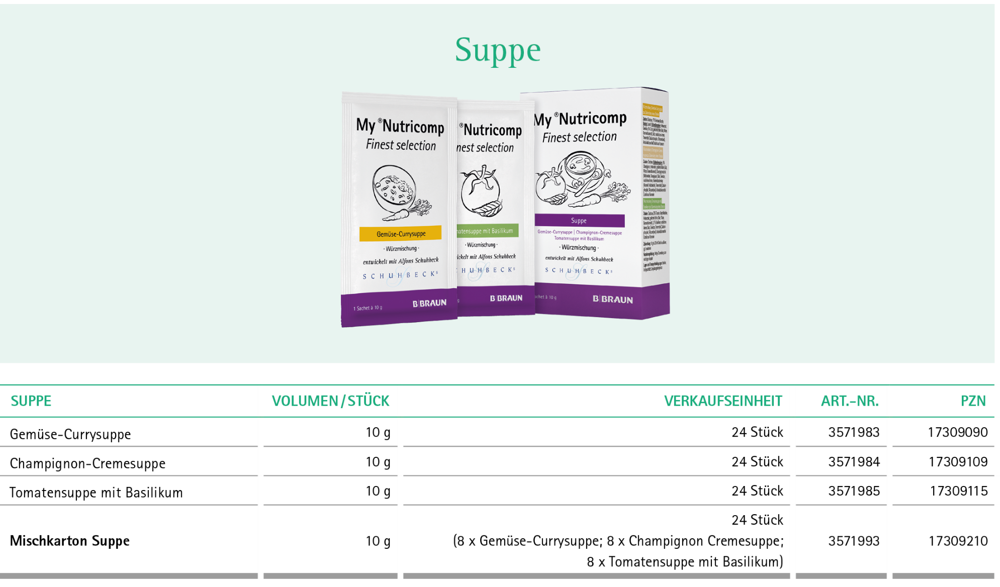 Suppe
My ®Nutricomp
Finest selection
Gemüse-Currysuppe
· Würzmischung ·
entwickelt mit Alfons Schuhbeck
SCHUHBECKs
1 Sachet à 10 g
B|BRAUN
®Nutricomp
nest selection
atensuppe mit Basilikum
· Würzmischung ·
ickelt mit Alfons Schuhbeck
HUHBECKs
g
B|BRAUN
My ®Nutricomp
Finest selection
Suppe
Gemüse-Currysuppe | Champignon-Cremesuppe
Tomatensuppe mit Basilikum
· Würzmischung ·
entwickelt mit Alfons Schuhbeck
SCHUHBECKs
achet à 10 g
B|BRAUN
SUPPE VOLUMEN / STÜCK VERKAUFSEINHEIT ART.-NR. PZN
Gemüse-Currysuppe 10 g 24 Stück 3571983 17309090
Champignon-Cremesuppe 10 g 24 Stück 3571984 17309109
Tomatensuppe mit Basilikum 10 g 24 Stück 3571985 17309115
24 Stück
Mischkarton Suppe 10 g (8 x Gemüse-Currysuppe; 8 x Champignon Cremesuppe; 3571993 17309210
8 x Tomatensuppe mit Basilikum)